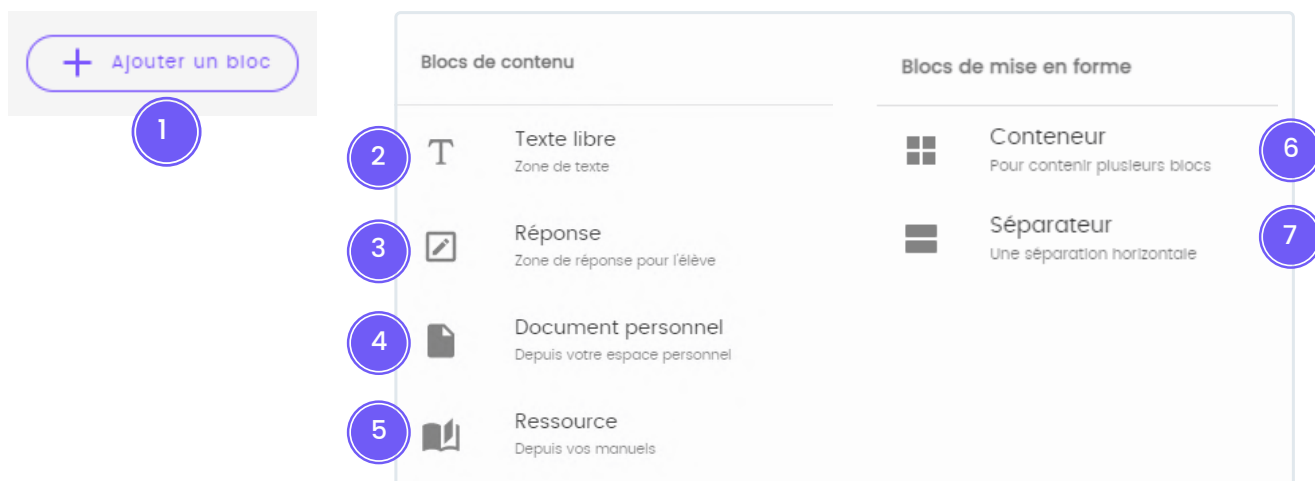 Ajouter un bloc
1
Blocs de contenu
2
Texte libre
Zone de texte
3
Réponse
Zone de réponse pour l'élève
4
Document personnel
Depuis votre espace personnel
5
Ressource
Depuis vos manuels
Blocs de mise en forme
Conteneur
Pour contenir plusieurs blocs
6
Séparateur
Une séparation horizontale
7